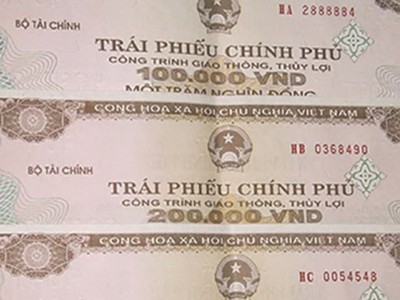 HA 2888884
BỘ TÀI CHÍNH
TRÁI PHIẾU CHÍNH PHỦ
CÔNG TRÌNH GIAO THÔNG, THỦY LỢI
100.000 VND
MỘT TRĂM NGHÌN ĐỒNG
CỘNG HÒA XÃ HỘI CHỦ NGHĨA VIỆT NAM
HB 0368490
BỘ TÀI CHÍNH
TRÁI PHIẾU CHÍNH PHỦ
CÔNG TRÌNH GIAO THÔNG, THỦY LỢI
200.000 VND
CỘNG HÒA XÃ HỘI CHỦ NGHĨA VIỆT NAM
HC 0054548